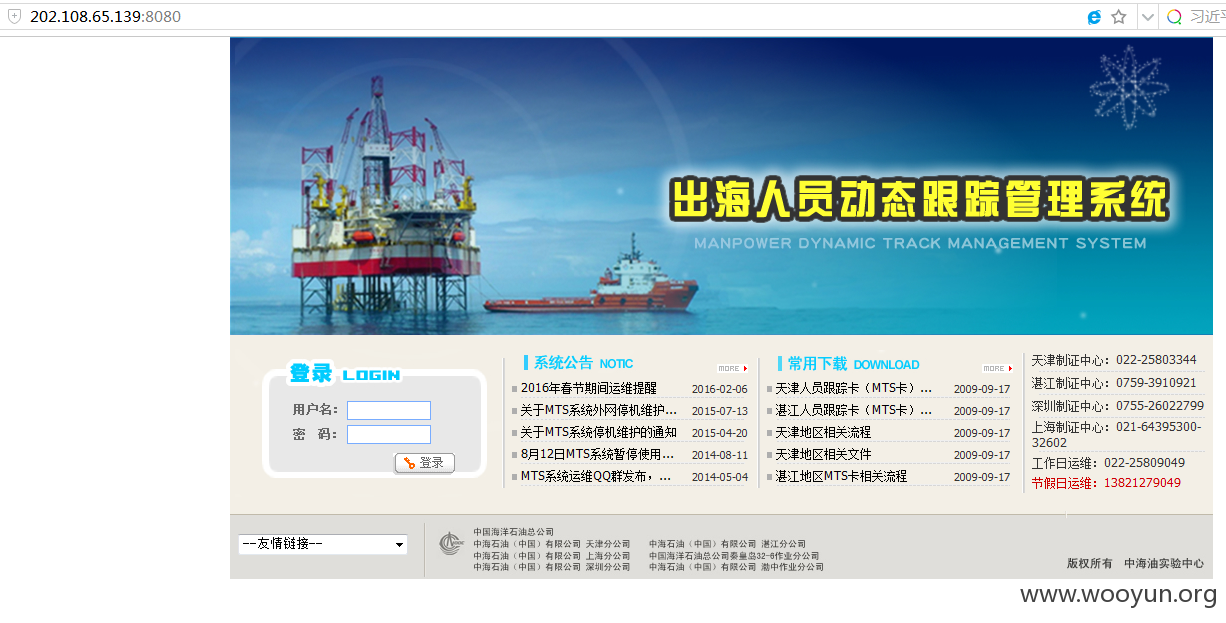 202.108.65.139:8080
习近平
出海人员动态跟踪管理系统
MANPOWER DYNAMIC TRACK MANAGEMENT SYSTEM
登录 LOGIN
用户名：
密 码：
登录
系统公告 NOTIC
MORE
2016年春节期间运维提醒 2016-02-06
关于MTS系统外网停机维护... 2015-07-13
关于MTS系统停机维护的通知 2015-04-20
8月12日MTS系统暂停使用... 2014-08-11
MTS系统运维QQ群发布，... 2014-05-04
常用下载 DOWNLOAD
MORE
天津人员跟踪卡（MTS卡）... 2009-09-17
湛江人员跟踪卡（MTS卡）... 2009-09-17
天津地区相关流程 2009-09-17
天津地区相关文件 2009-09-17
湛江地区MTS卡相关流程 2009-09-17
天津制证中心：022-25803344
湛江制证中心：0759-3910921
深圳制证中心：0755-26022799
上海制证中心：021-64395300-
32602
工作日运维：022-25809049
节假日运维：13821279049
--友情链接--
中国海洋石油总公司
中海石油（中国）有限公司 天津分公司 中海石油（中国）有限公司 湛江分公司
中海石油（中国）有限公司 上海分公司 中国海洋石油总公司秦皇岛32-6作业分公司
中海石油（中国）有限公司 深圳分公司 中海石油（中国）有限公司 渤中作业分公司
版权所有 中海油实验中心
www.wooyun.org